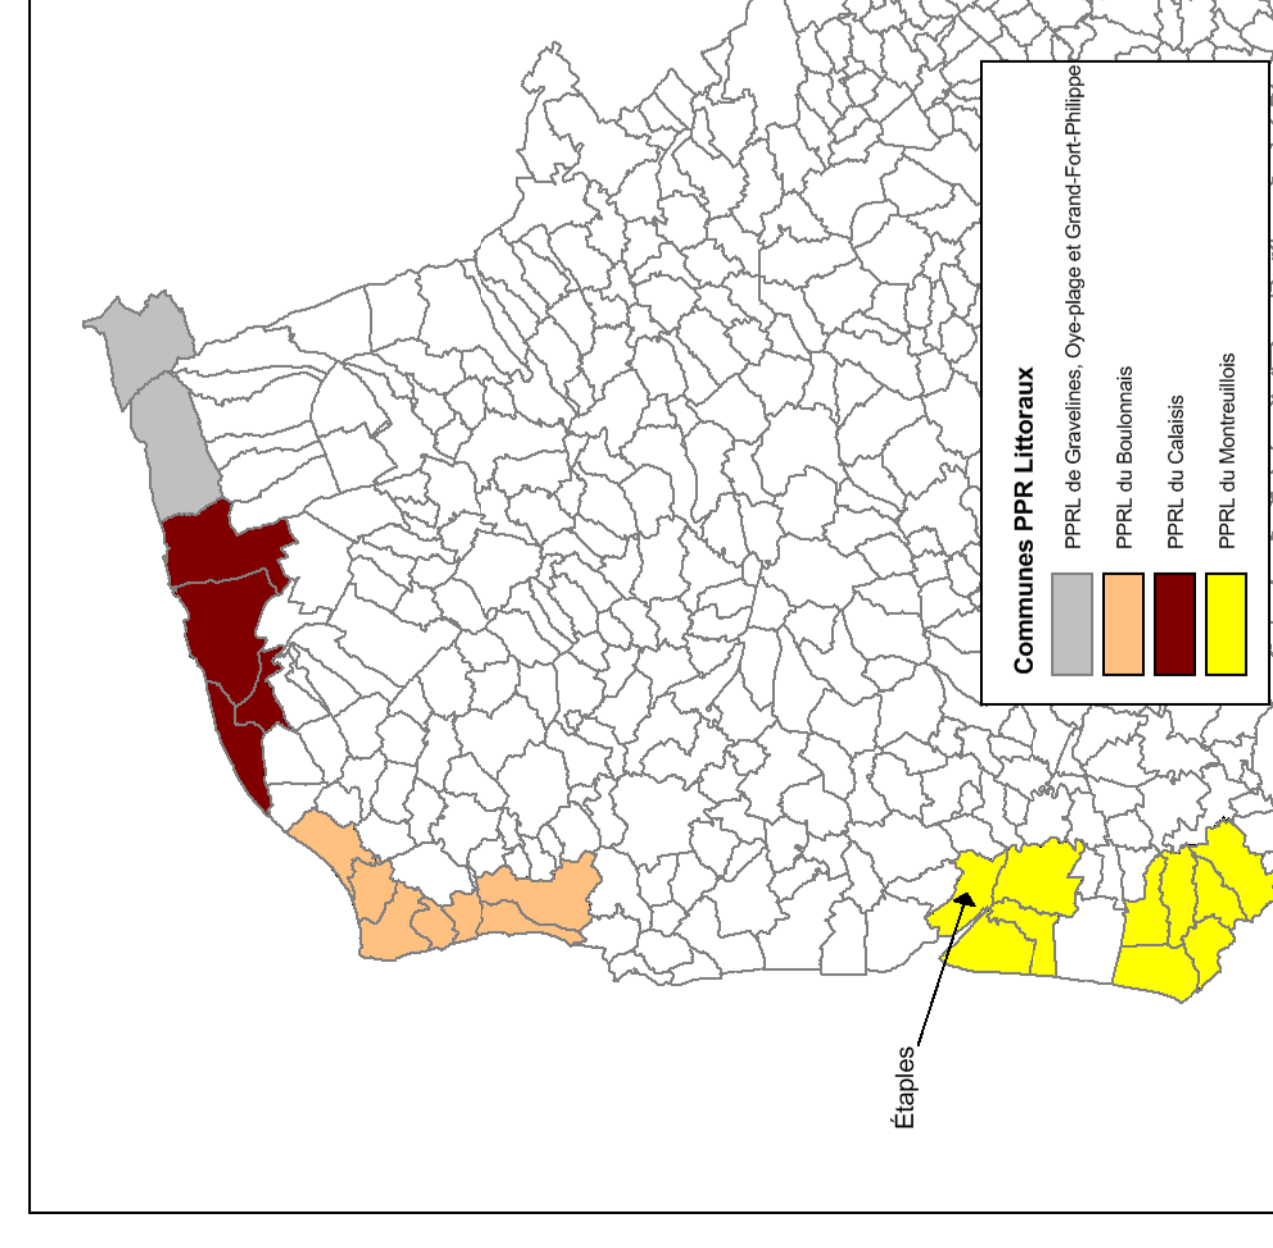 Communes PPR Littoraux
PPRL de Gravelines, Oye-plage et Grand-Fort-Philippe
PPRL du Boulonnais
PPRL du Calaisis
PPRL du Montreuillois
Étaples